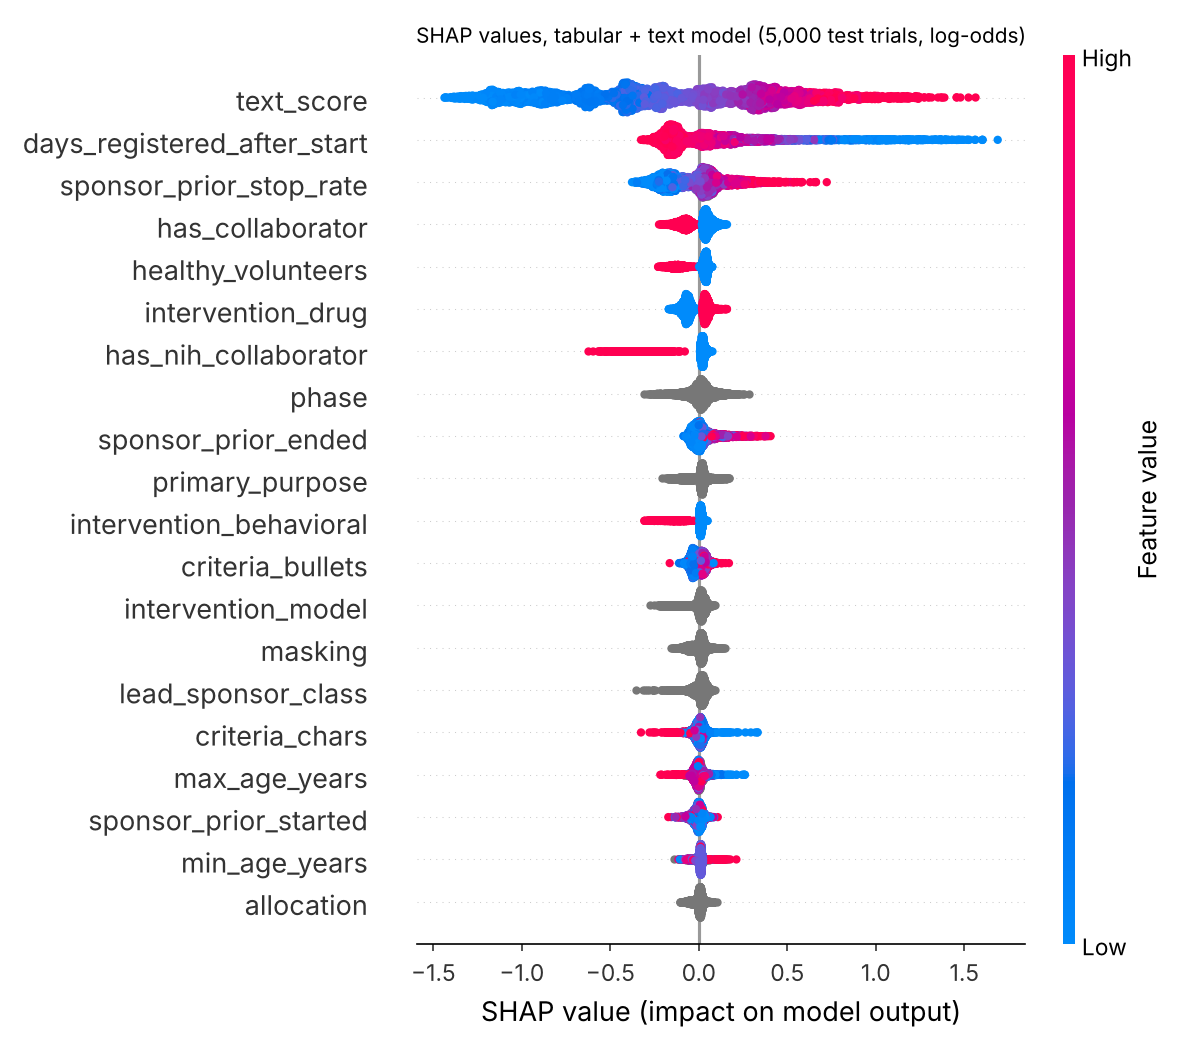 SHAP values, tabular + text model (5,000 test trials, log-odds)
High
text_score
days_registered_after_start
sponsor_prior_stop_rate
has_collaborator
healthy_volunteers
intervention_drug
has_nih_collaborator
phase
sponsor_prior_ended
primary_purpose
intervention_behavioral
criteria_bullets
intervention_model
masking
lead_sponsor_class
criteria_chars
max_age_years
sponsor_prior_started
min_age_years
allocation
Feature value
Low
−1.5 −1.0 −0.5 0.0 0.5 1.0 1.5
SHAP value (impact on model output)